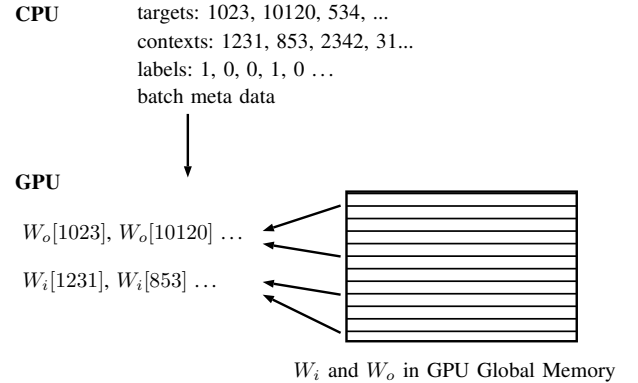 CPU targets: 1023, 10120, 534, ...
contexts: 1231, 853, 2342, 31...
labels: 1, 0, 0, 1, 0 …
batch meta data
GPU
W_o[1023], W_o[10120] …
W_i[1231], W_i[853] …
W_i and W_o in GPU Global Memory